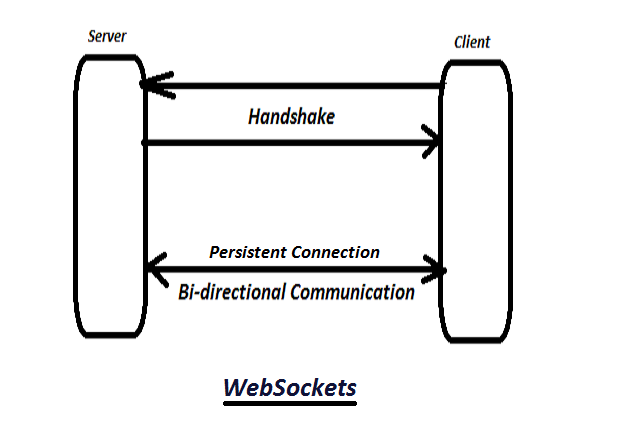 Server
Client
Handshake
Persistent Connection
Bi-directional Communication
WebSockets